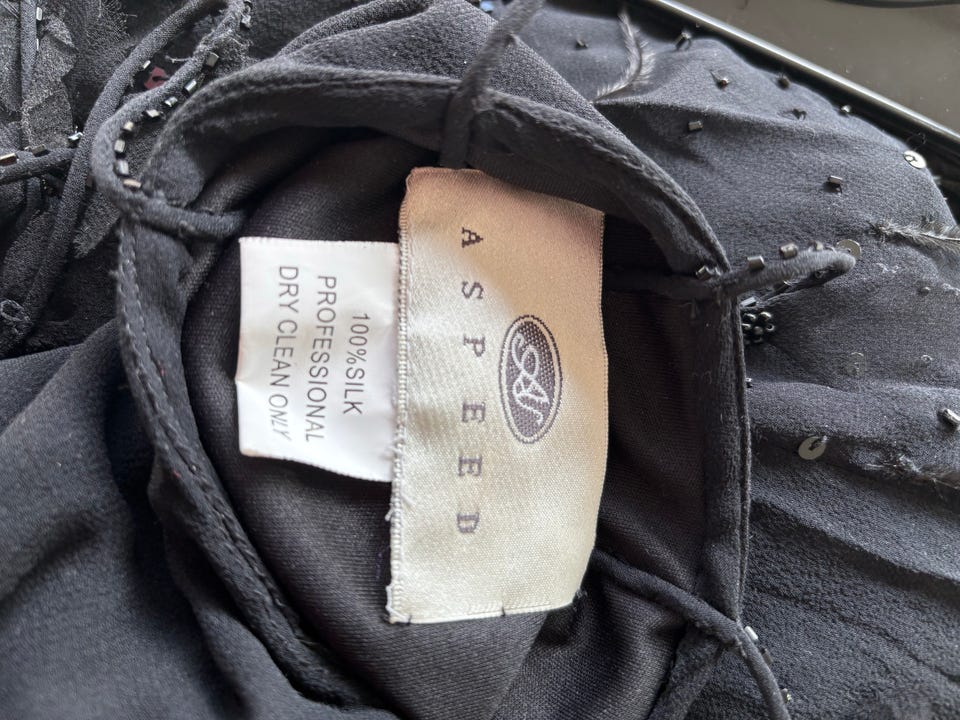 ASPEED
100%SILK
PROFESSIONAL
DRY CLEAN ONLY